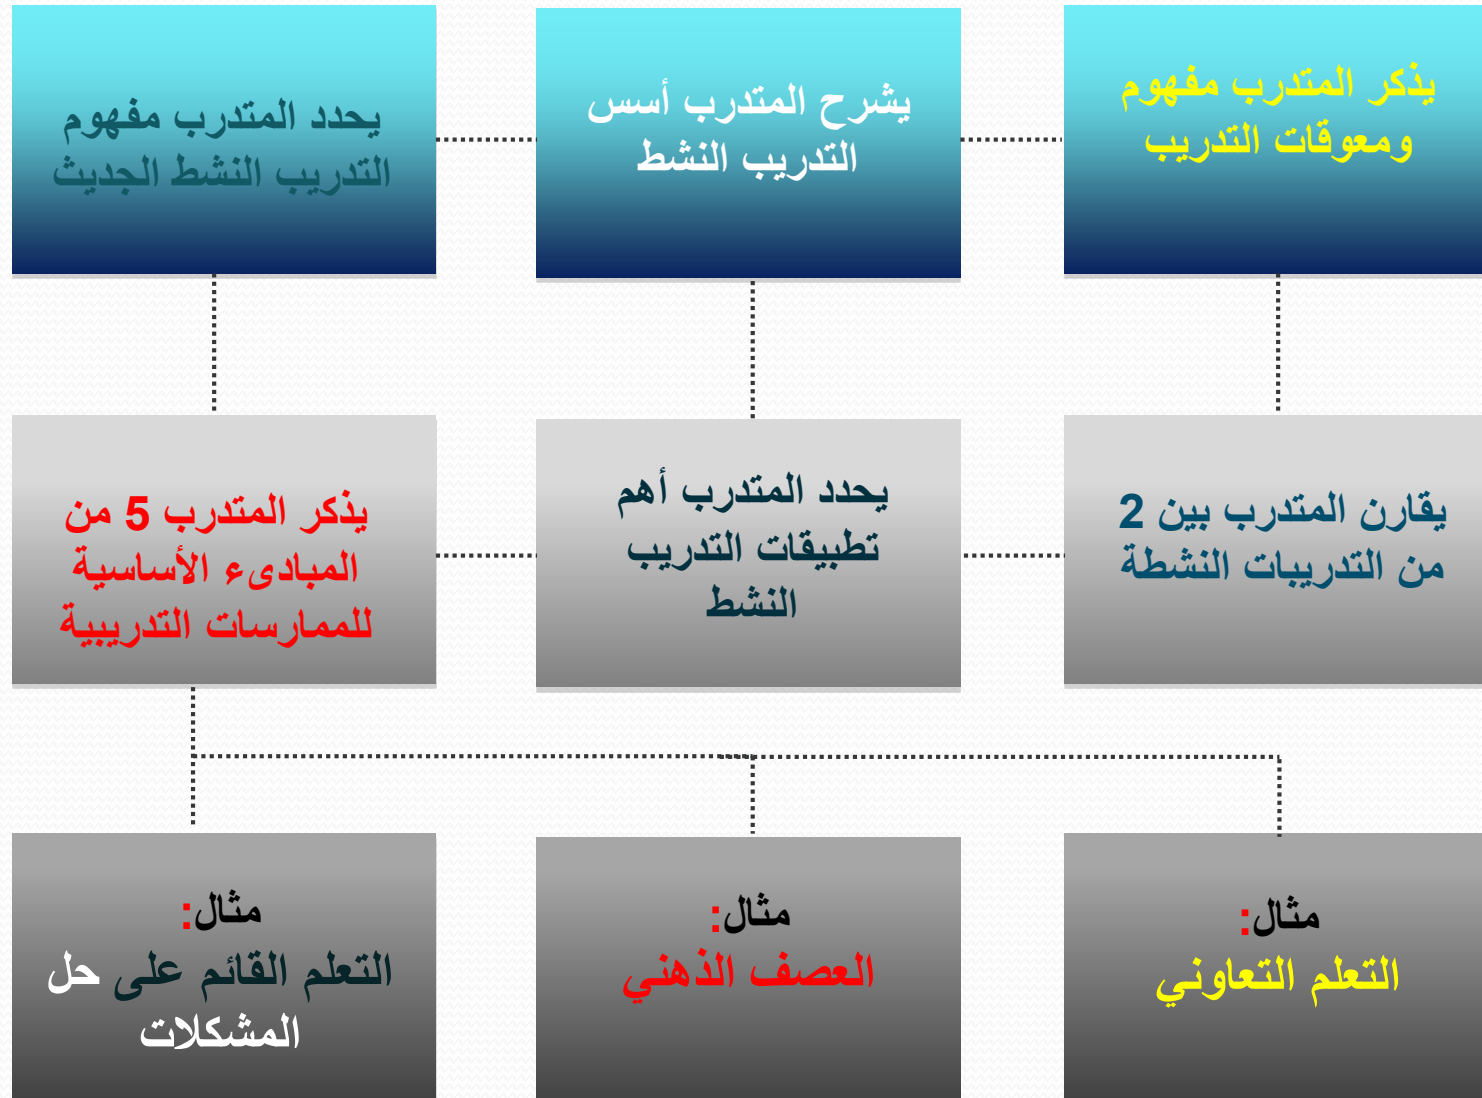 يذكر المتدرب مفهوم
ومعوقات التدريب
يشرح المتدرب أسس
التدريب النشط
يحدد المتدرب مفهوم
التدريب النشط الجديث
يقارن المتدرب بين 2
من التدريبات النشطة
يحدد المتدرب أهم
تطبيقات التدريب
النشط
يذكر المتدرب 5 من
المبادىء الأساسية
للممارسات التدريبية
مثال:
التعلم التعاوني
مثال:
العصف الذهني
مثال:
التعلم القائم على حل
المشكلات